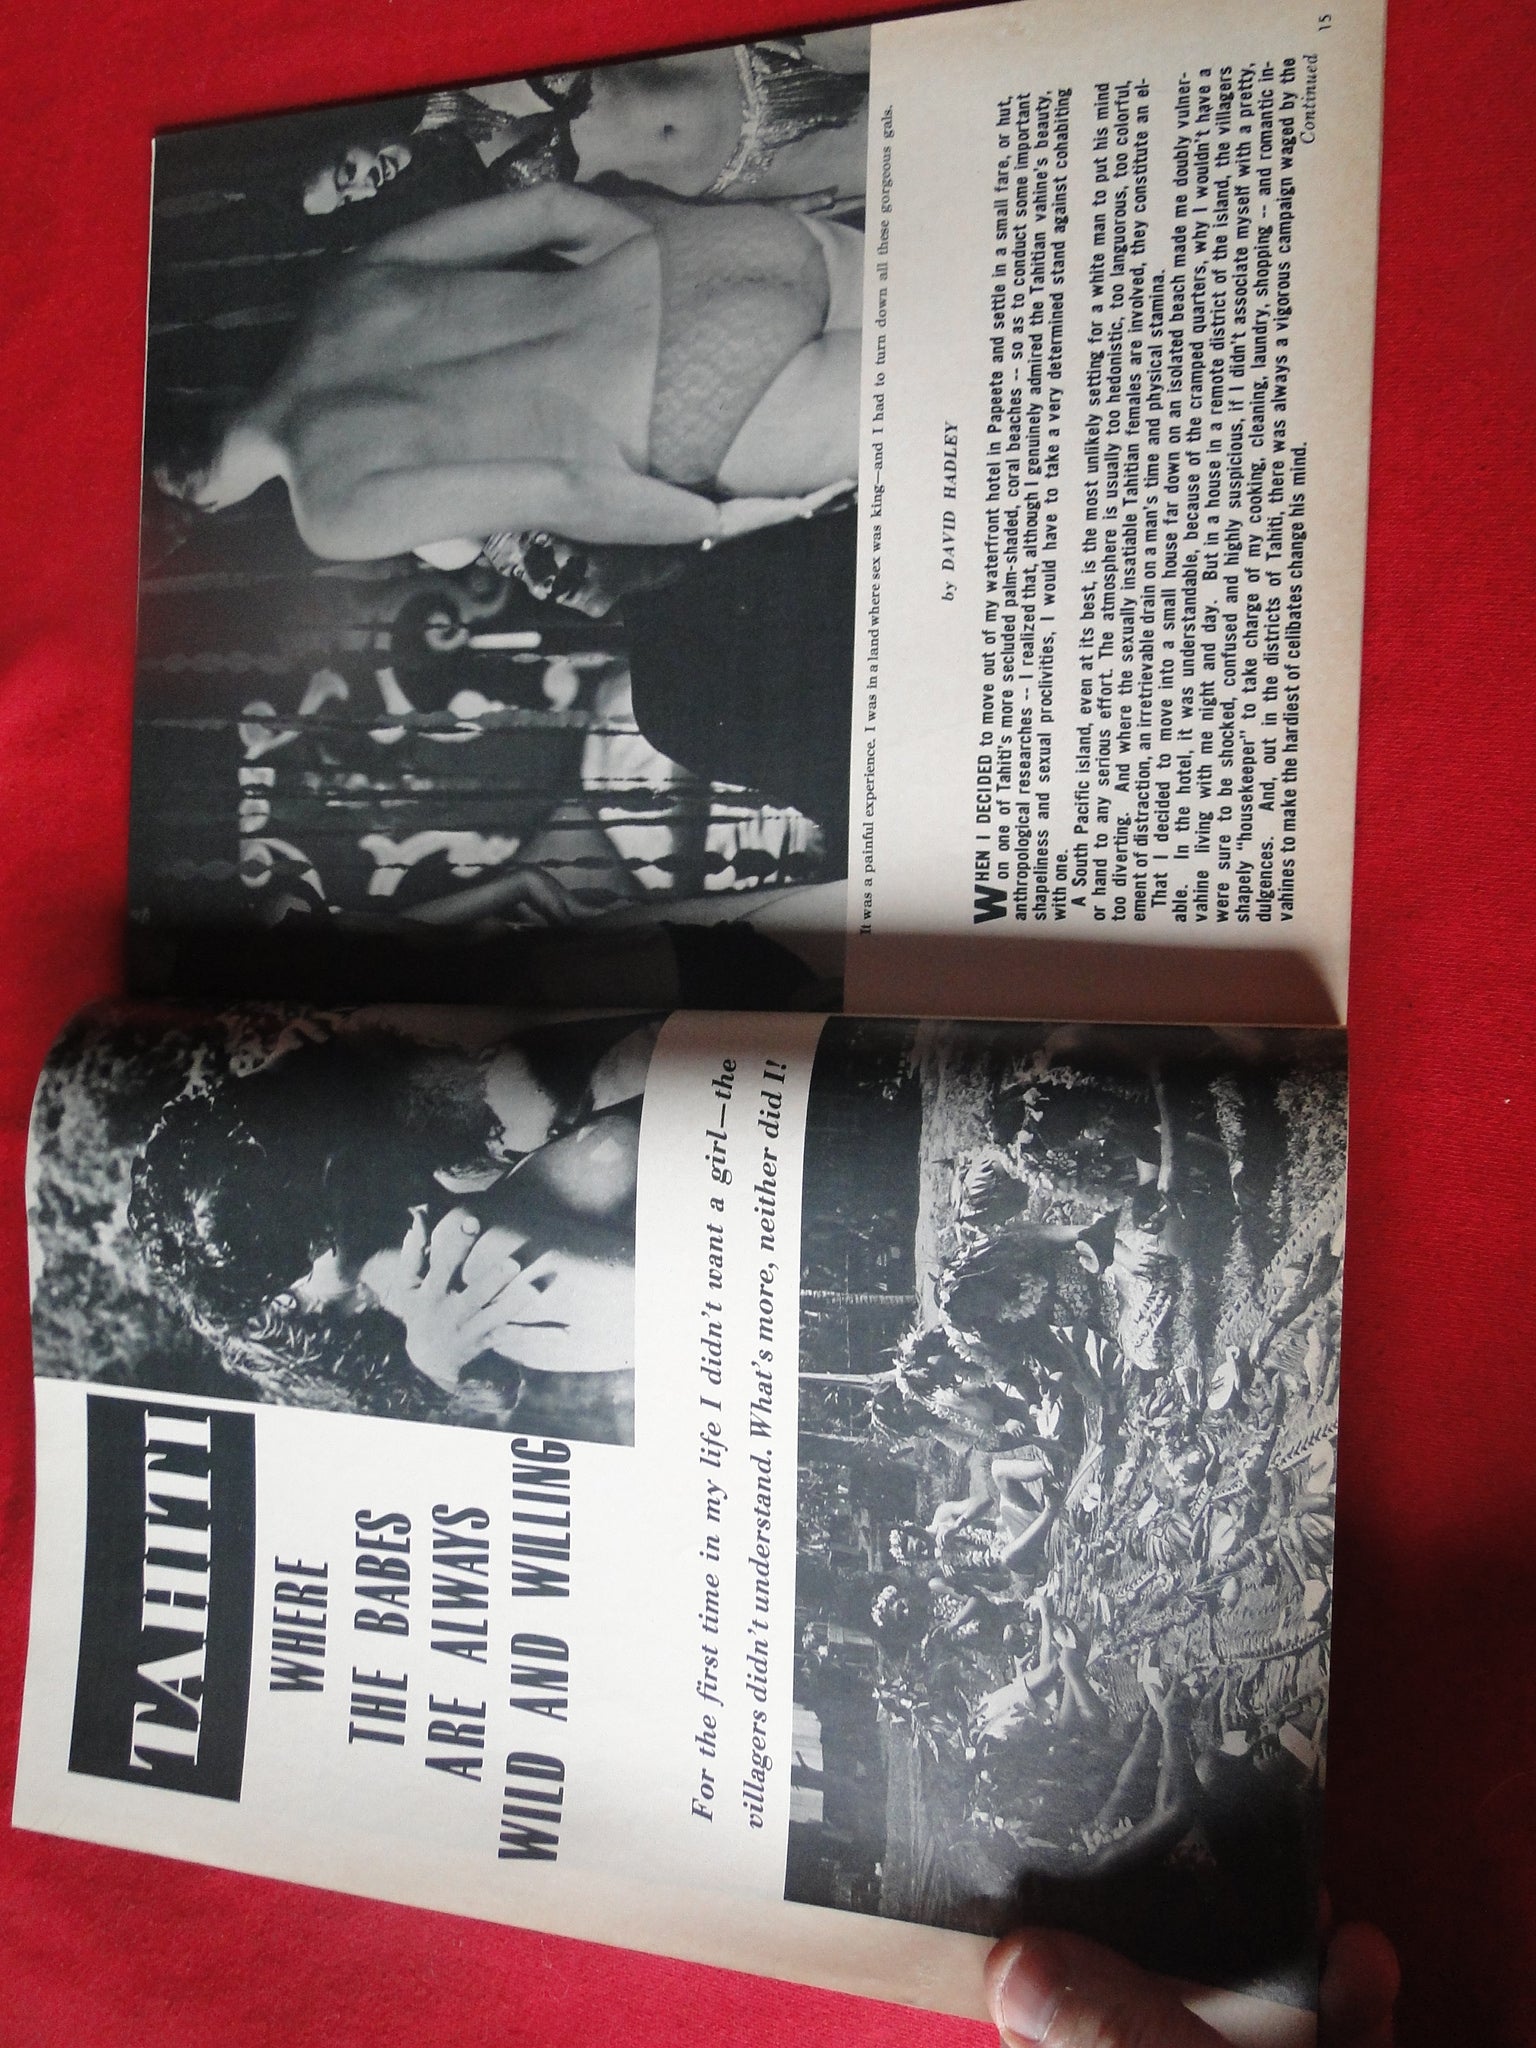 TAHITI
WHERE
THE BABES
ARE ALWAYS
WILD AND WILLING
For the first time in my life I didn't want a girl—the
villagers didn't understand. What's more, neither did I!
It was a painful experience. I was in a land where sex was king—and I had to turn down all these gorgeous gals.
by DAVID HADLEY
WHEN I DECIDED to move out of my waterfront hotel in Papeete and settle in a small fare, or hut,
on one of Tahiti's more secluded palm-shaded, coral beaches -- so as to conduct some important
anthropological researches -- I realized that, although I genuinely admired the Tahitian vahine's beauty,
shapeliness and sexual proclivities, I would have to take a very determined stand against cohabiting
with one.
A South Pacific island, even at its best, is the most unlikely setting for a white man to put his mind
or hand to any serious effort. The atmosphere is usually too hedonistic, too languorous, too colorful,
too diverting. And where the sexually insatiable Tahitian females are involved, they constitute an el-
ement of distraction, an irretrievable drain on a man's time and physical stamina.
That I decided to move into a small house far down on an isolated beach made me doubly vulner-
able. In the hotel, it was understandable, because of the cramped quarters, why I wouldn't have a
vahine living with me night and day. But in a house in a remote district of the island, the villagers
were sure to be shocked, confused and highly suspicious, if I didn't associate myself with a pretty,
shapely "housekeeper" to take charge of my cooking, cleaning, laundry, shopping -- and romantic in-
dulgences. And, out in the districts of Tahiti, there was always a vigorous campaign waged by the
vahines to make the hardiest of celibates change his mind.
Continued
15